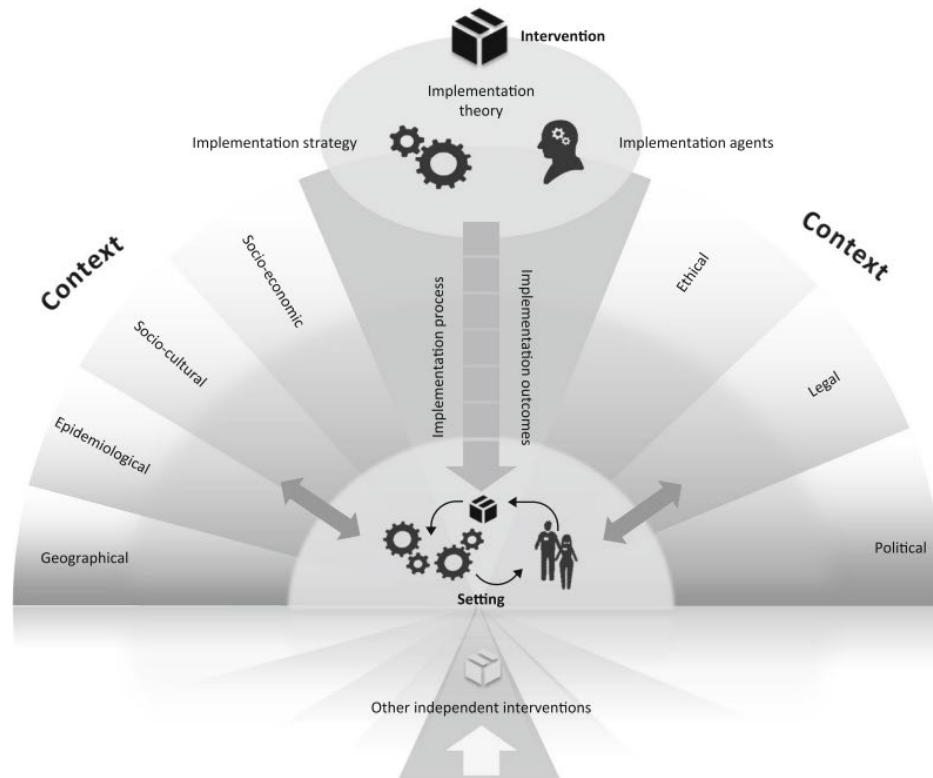 Intervention
Implementation
theory
Implementation strategy
Implementation agents
Context
Context
Socio-economic
Socio-cultural
Epidemiological
Geographical
Implementation process
Implementation outcomes
Ethical
Legal
Political
Setting
Other independent interventions